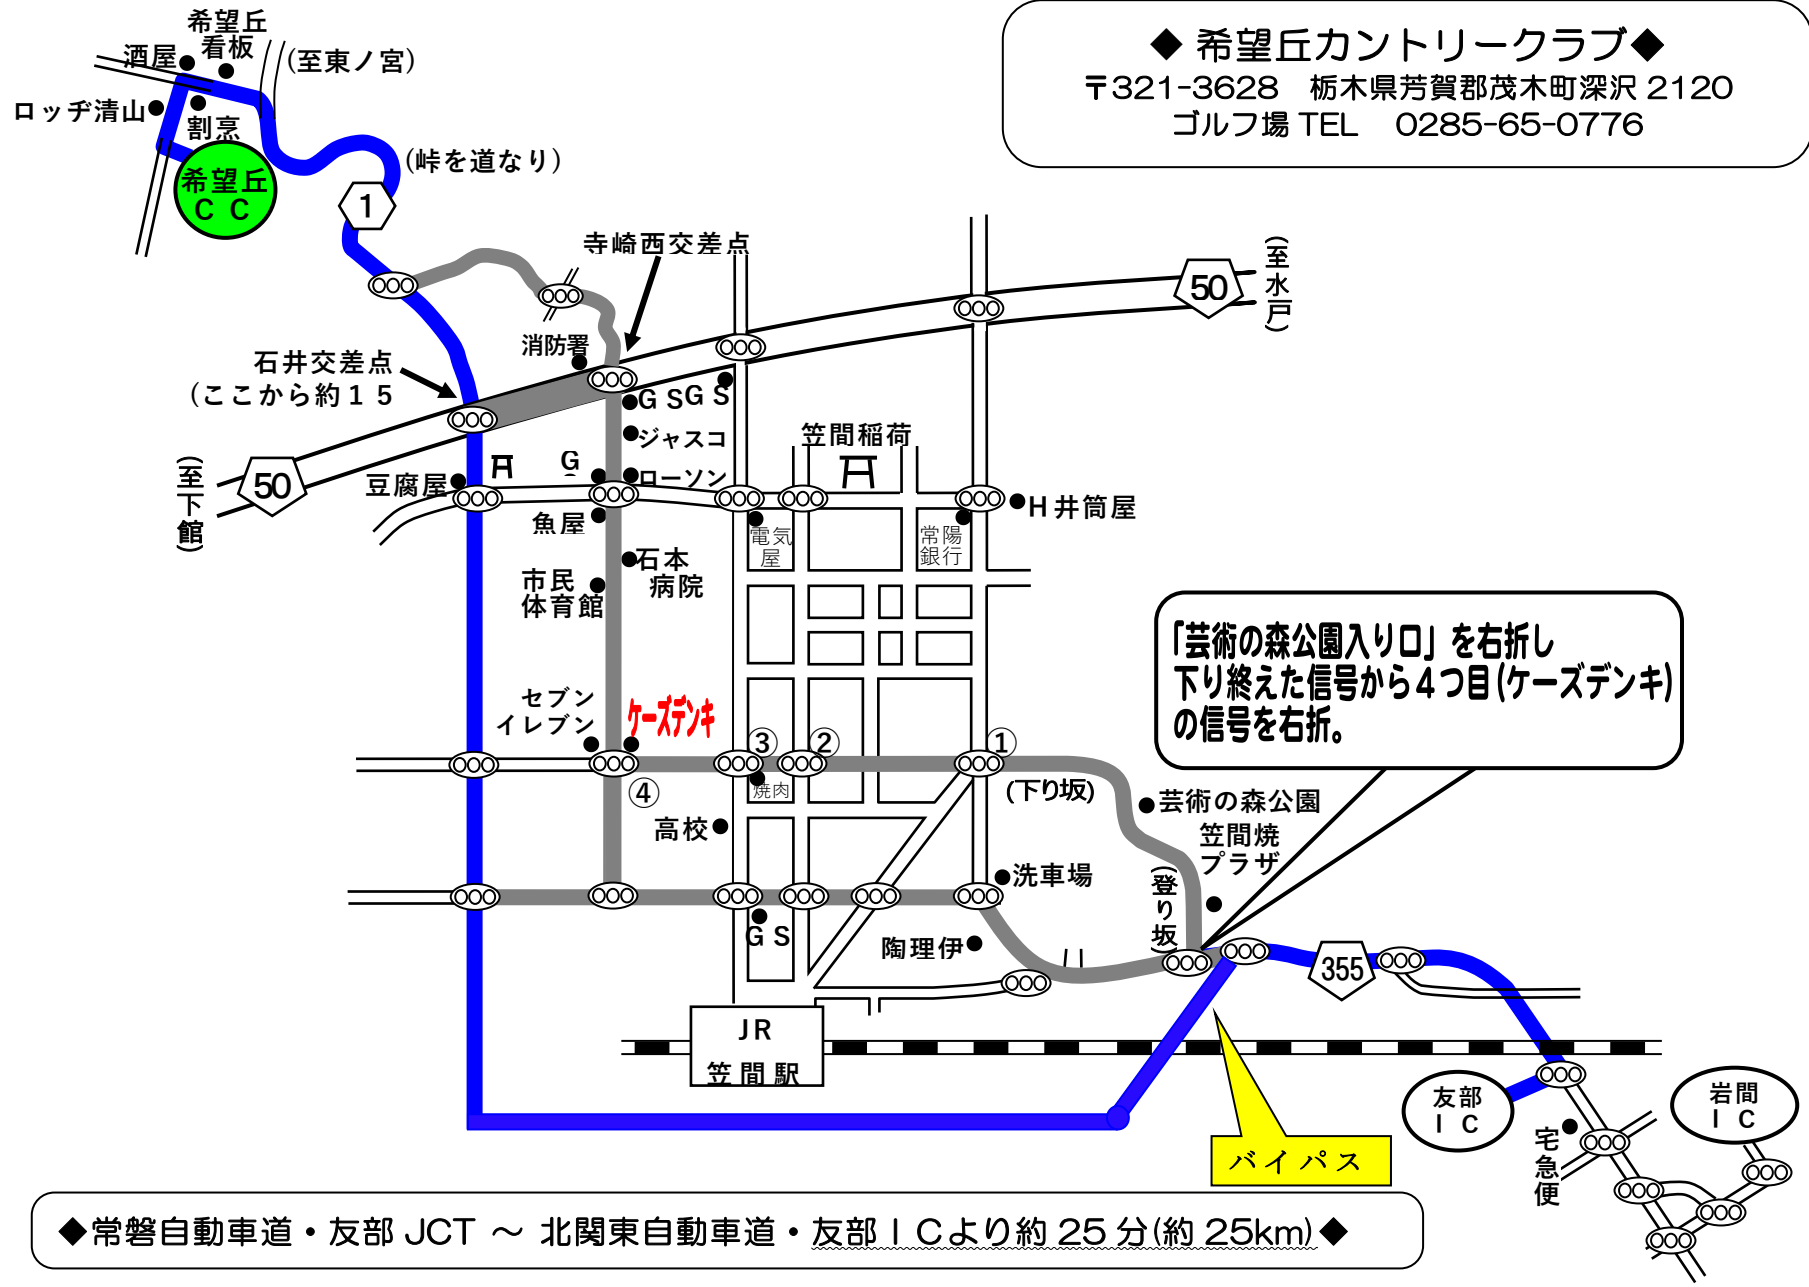 ◆ 希望丘カントリークラブ◆
〒321-3628 栃木県芳賀郡茂木町深沢 2120
ゴルフ場 TEL 0285-65-0776
希望丘
看板
酒屋
(至東ノ宮)
ロッヂ清山
割烹
希望丘
C C
(峠を道なり)
1
寺崎西交差点
50
(至水戸)
消防署
石井交差点
(ここから約１５
GS
GS
ジャスコ
笠間稲荷
(至下館)
50
豆腐屋
G
ローソン
H井筒屋
魚屋
電気
屋
常陽
銀行
石本
病院
市民
体育館
「芸術の森公園入り口」を右折し
下り終えた信号から４つ目(ケーズデンキ)
の信号を右折。
セブン
イレブン
ケーズデンキ
③
②
①
④
焼肉
(下り坂)
芸術の森公園
高校
笠間焼
プラザ
洗車場
(登り坂)
GS
陶理伊
355
JR
笠間駅
友部
ＩＣ
岩間
ＩＣ
宅急便
バイパス
◆常磐自動車道・友部 JCT ～ 北関東自動車道・友部ＩＣより約 25 分(約 25km)◆